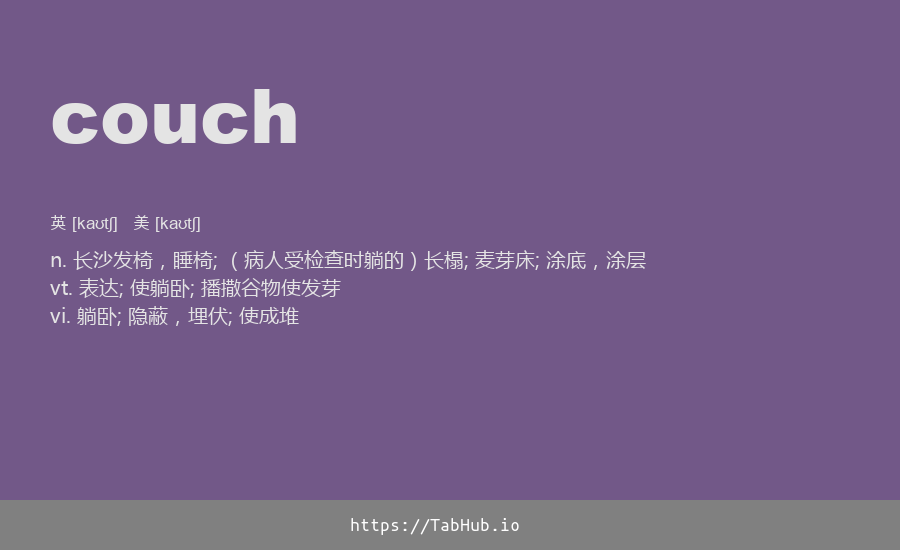 couch
英 [kaʊtʃ] 美 [kaʊtʃ]
n. 长沙发椅，睡椅; （病人受检查时躺的）长榻; 麦芽床; 涂底，涂层
vt. 表达; 使躺卧; 播撒谷物使发芽
vi. 躺卧; 隐蔽，埋伏; 使成堆
https://TabHub.io